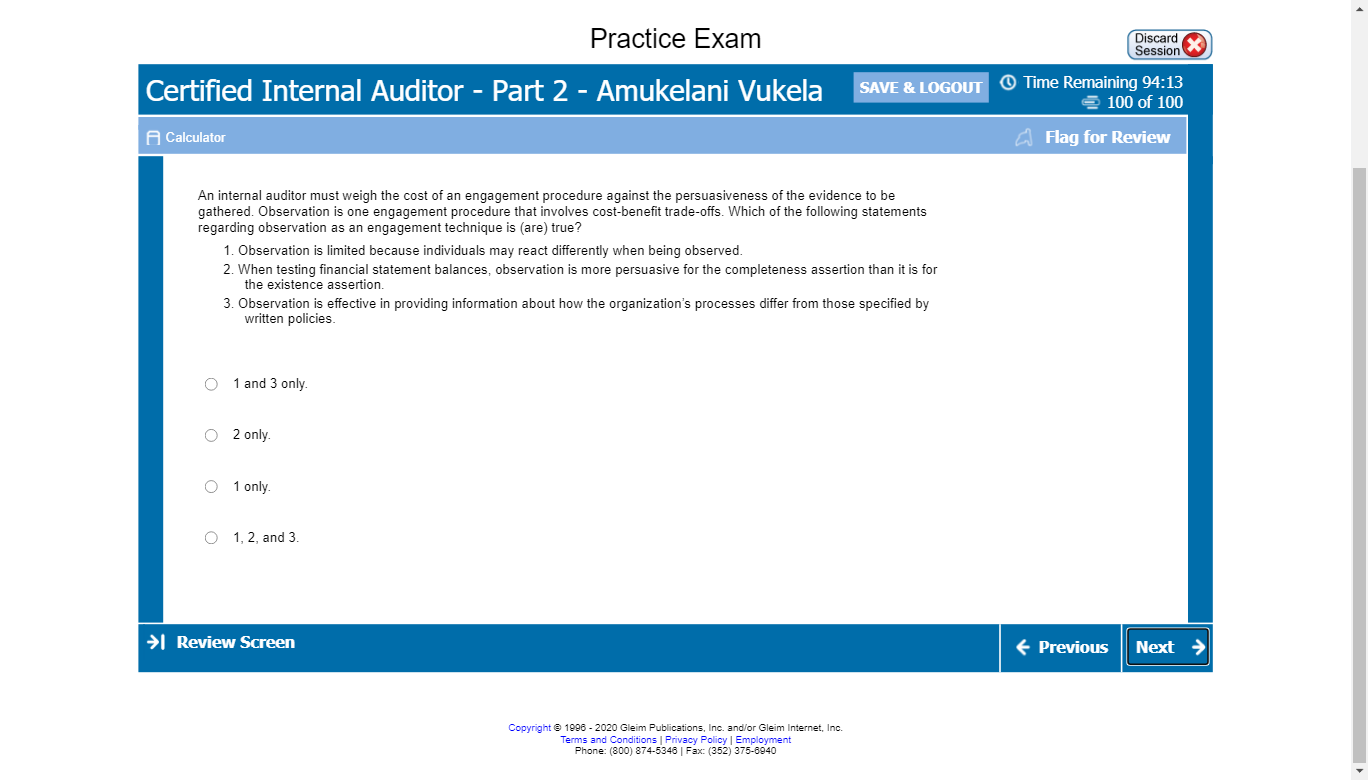 Practice Exam
Discard
Session
Certified Internal Auditor - Part 2 - Amukelani Vukela
SAVE & LOGOUT
Time Remaining 94:13
100 of 100
Calculator
Flag for Review
An internal auditor must weigh the cost of an engagement procedure against the persuasiveness of the evidence to be
gathered. Observation is one engagement procedure that involves cost-benefit trade-offs. Which of the following statements
regarding observation as an engagement technique is (are) true?
1. Observation is limited because individuals may react differently when being observed.
2. When testing financial statement balances, observation is more persuasive for the completeness assertion than it is for
the existence assertion.
3. Observation is effective in providing information about how the organization's processes differ from those specified by
written policies.
1 and 3 only.
2 only.
1 only.
1, 2, and 3.
Review Screen
Previous
Next
Copyright © 1996 - 2020 Gleim Publications, Inc. and/or Gleim Internet, Inc.
Terms and Conditions | Privacy Policy | Employment
Phone: (800) 874-5346 | Fax: (352) 375-6940